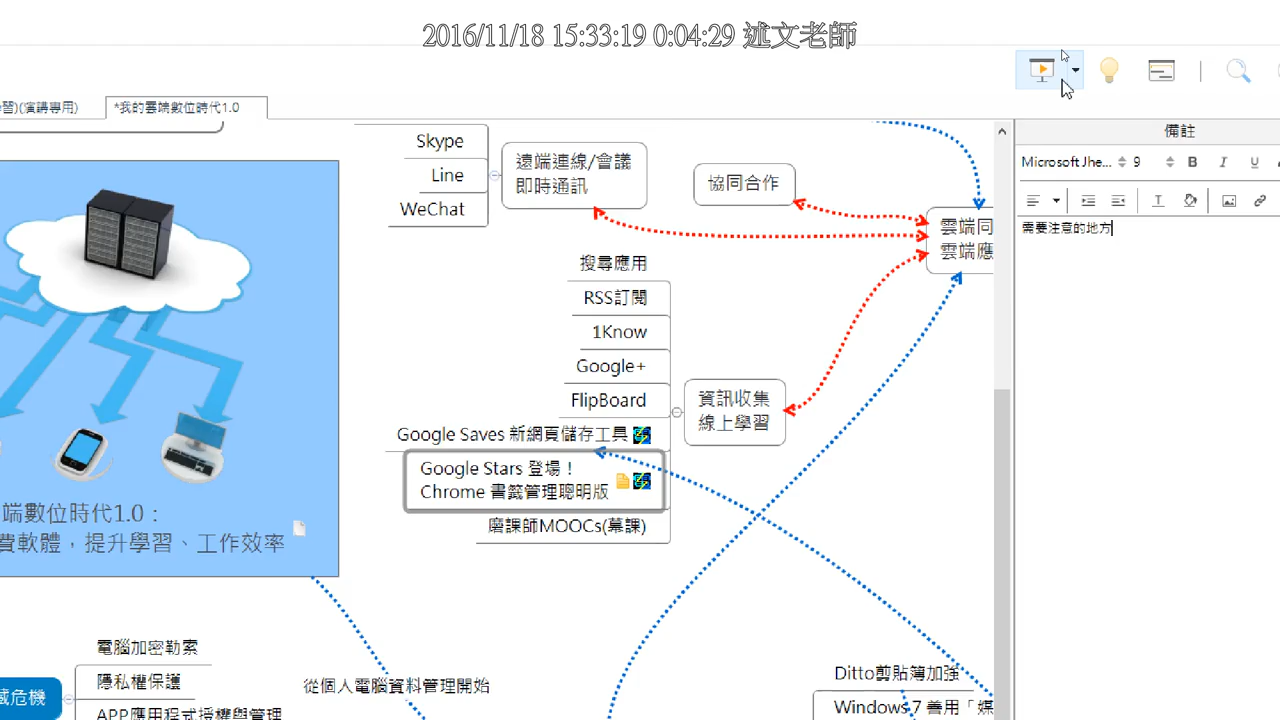 2016/11/18 15:33:19 0:04:29 述文老師
習)(演講專用)
*我的雲端數位時代1.0
備註
Microsoft Jhe... 9 B I U
需要注意的地方
Skype
Line
WeChat
遠端連線/會議
即時通訊
協同合作
雲端同
雲端應
搜尋應用
RSS訂閱
1Know
Google+
FlipBoard
Google Saves 新網頁儲存工具
Google Stars 登場！
Chrome 書籤管理聰明版
磨課師MOOCs(幕課)
資訊收集
線上學習
端數位時代1.0：
費軟體，提升學習、工作效率
電腦加密勒索
隱私權保護
APP應用程式授權與管理
危機
從個人電腦資料管理開始
Ditto剪貼簿加強
Windows 7 善用「媒